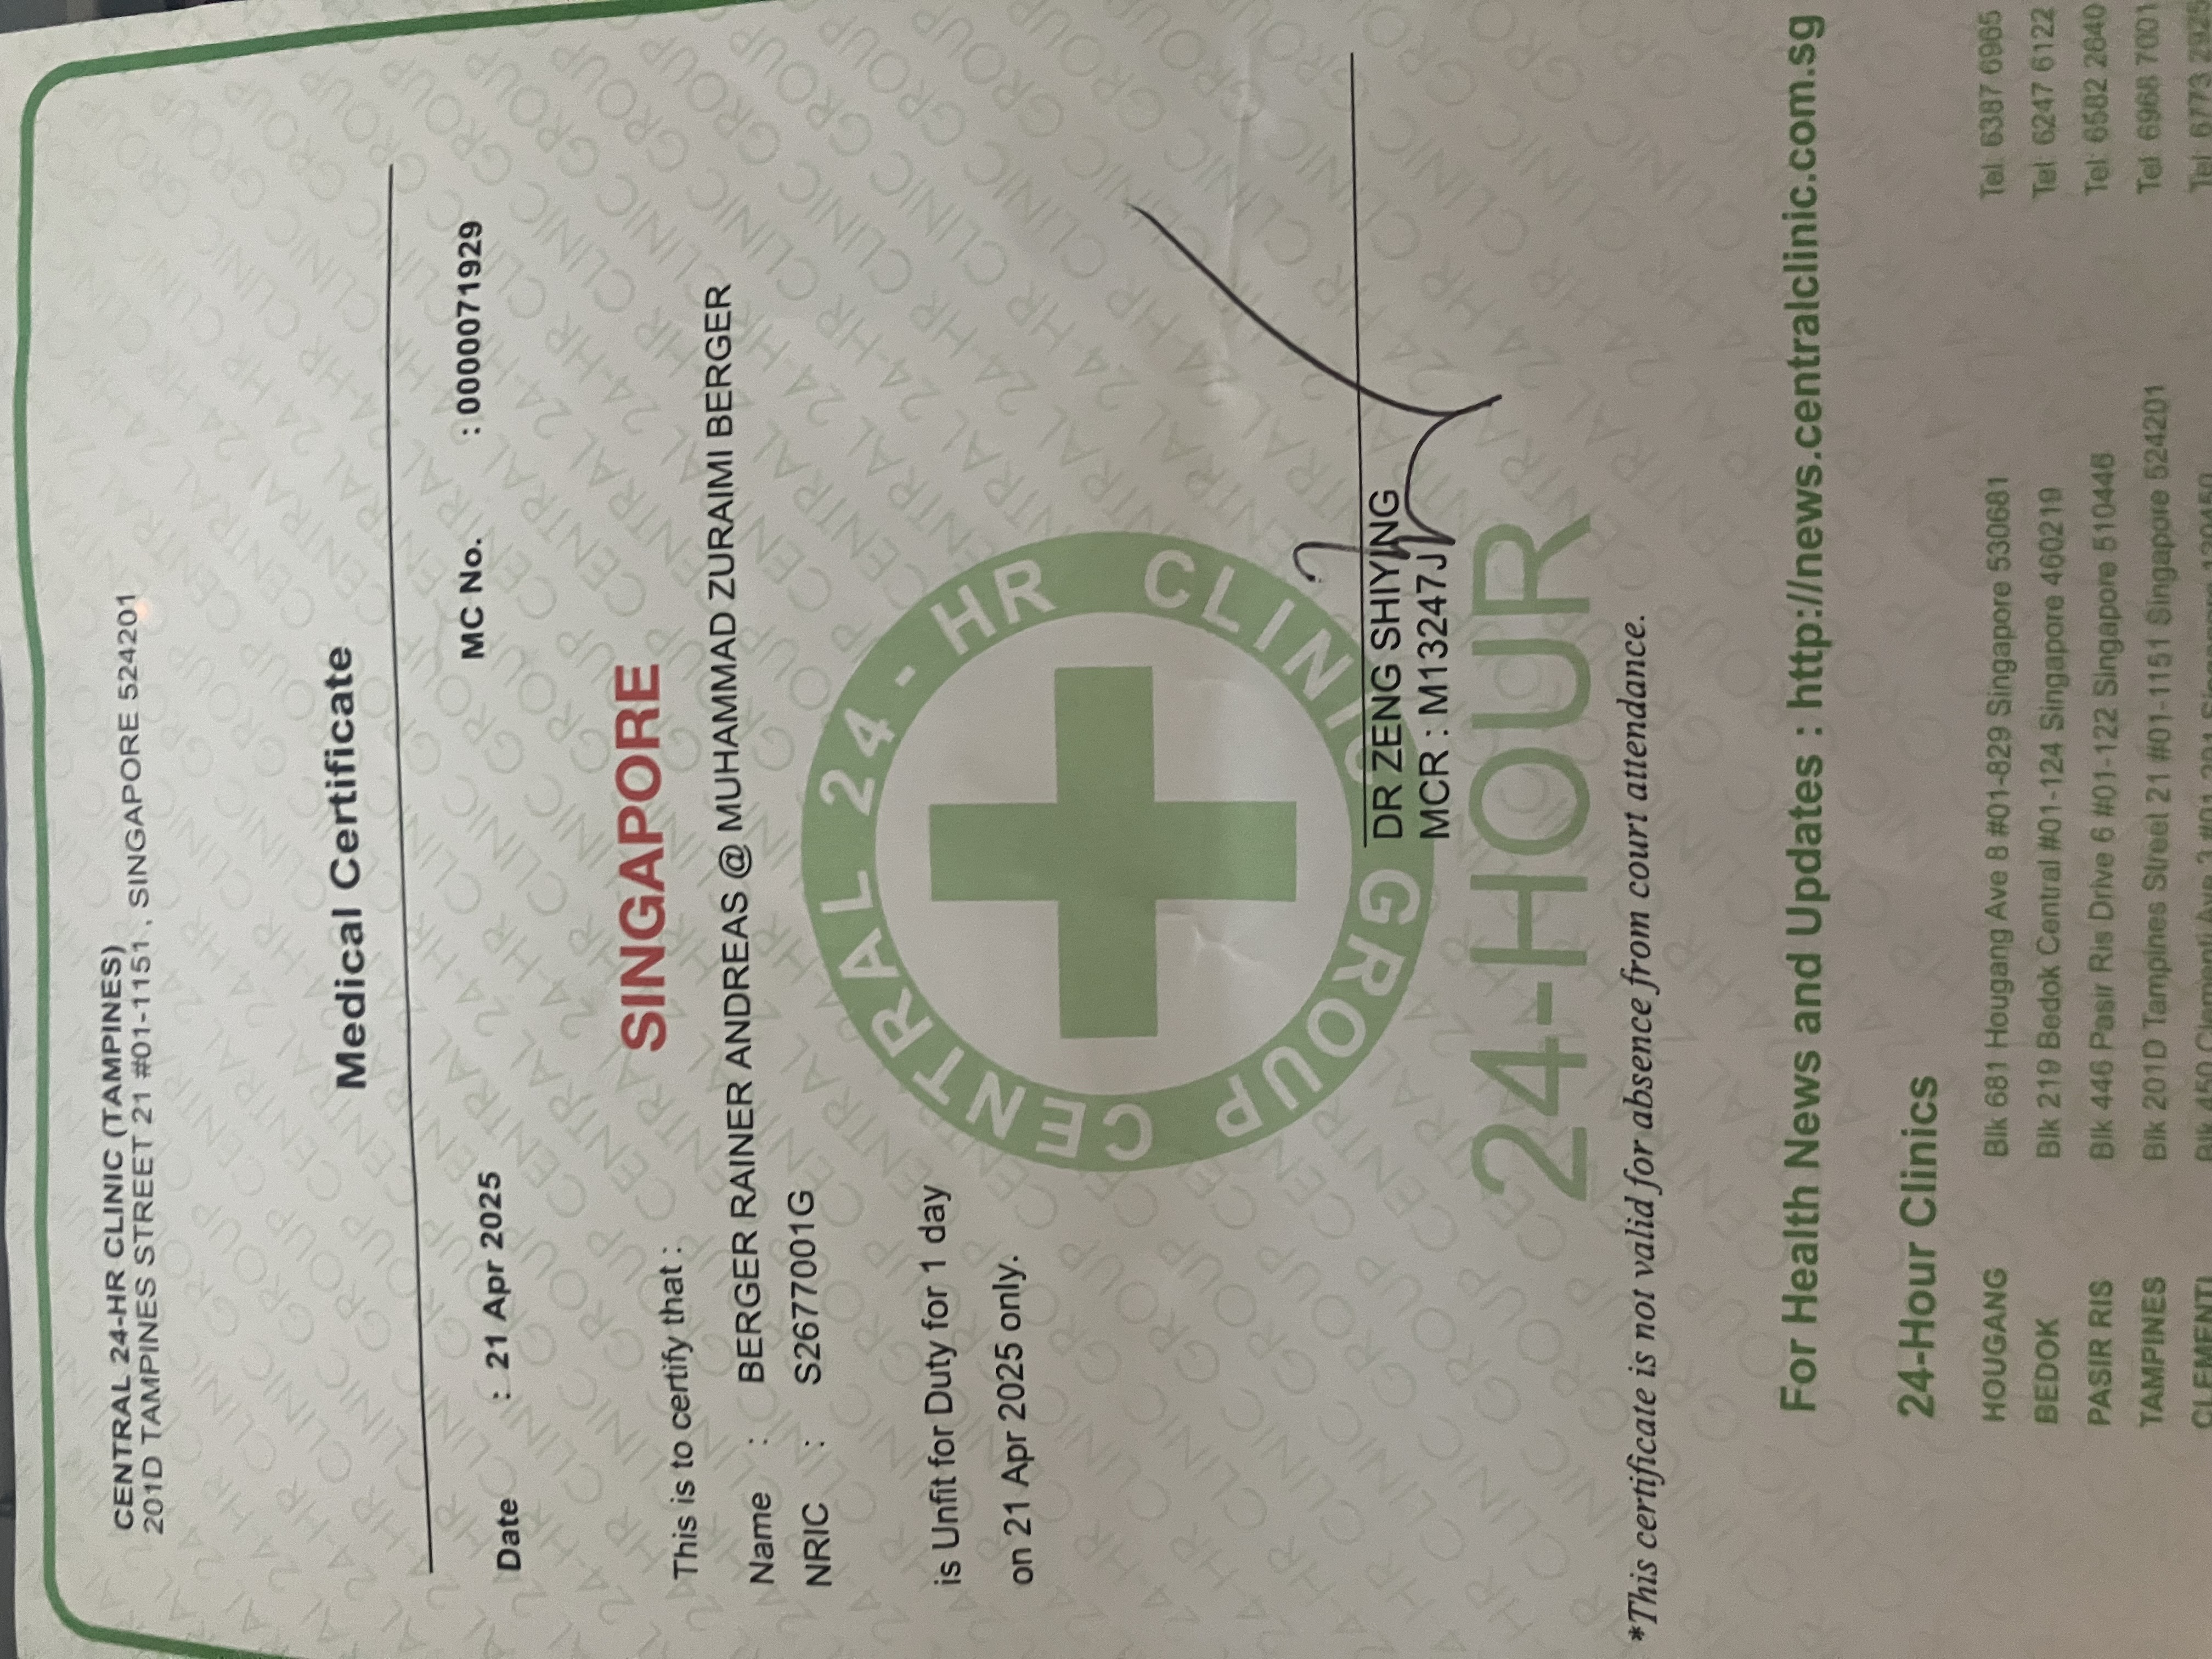 CENTRAL 24-HR CLINIC (TAMPINES)
201D TAMPINES STREET 21 #01-1151 , SINGAPORE 524201
Medical Certificate
Date : 21 Apr 2025 MC No. : 0000071929
SINGAPORE
This is to certify that :
Name : BERGER RAINER ANDREAS @ MUHAMMAD ZURAIMI BERGER
NRIC : S2677001G
is Unfit for Duty for 1 day
on 21 Apr 2025 only.
CENTRAL 24-HR CLINIC GROUP
DR ZENG SHIYING
MCR : M13247J
24-HOUR
*This certificate is not valid for absence from court attendance.
For Health News and Updates : http://news.centralclinic.com.sg
24-Hour Clinics
HOUGANG Blk 681 Hougang Ave 8 #01-829 Singapore 530681 Tel: 6387 6965
BEDOK Blk 219 Bedok Central #01-124 Singapore 460219 Tel: 6247 6122
PASIR RIS Blk 446 Pasir Ris Drive 6 #01-122 Singapore 510446 Tel: 6582 2640
TAMPINES Blk 201D Tampines Street 21 #01-1151 Singapore 524201 Tel: 6968 7001
CLEMENTI Blk 450 Clementi Ave 3 Singapore Tel: 6773